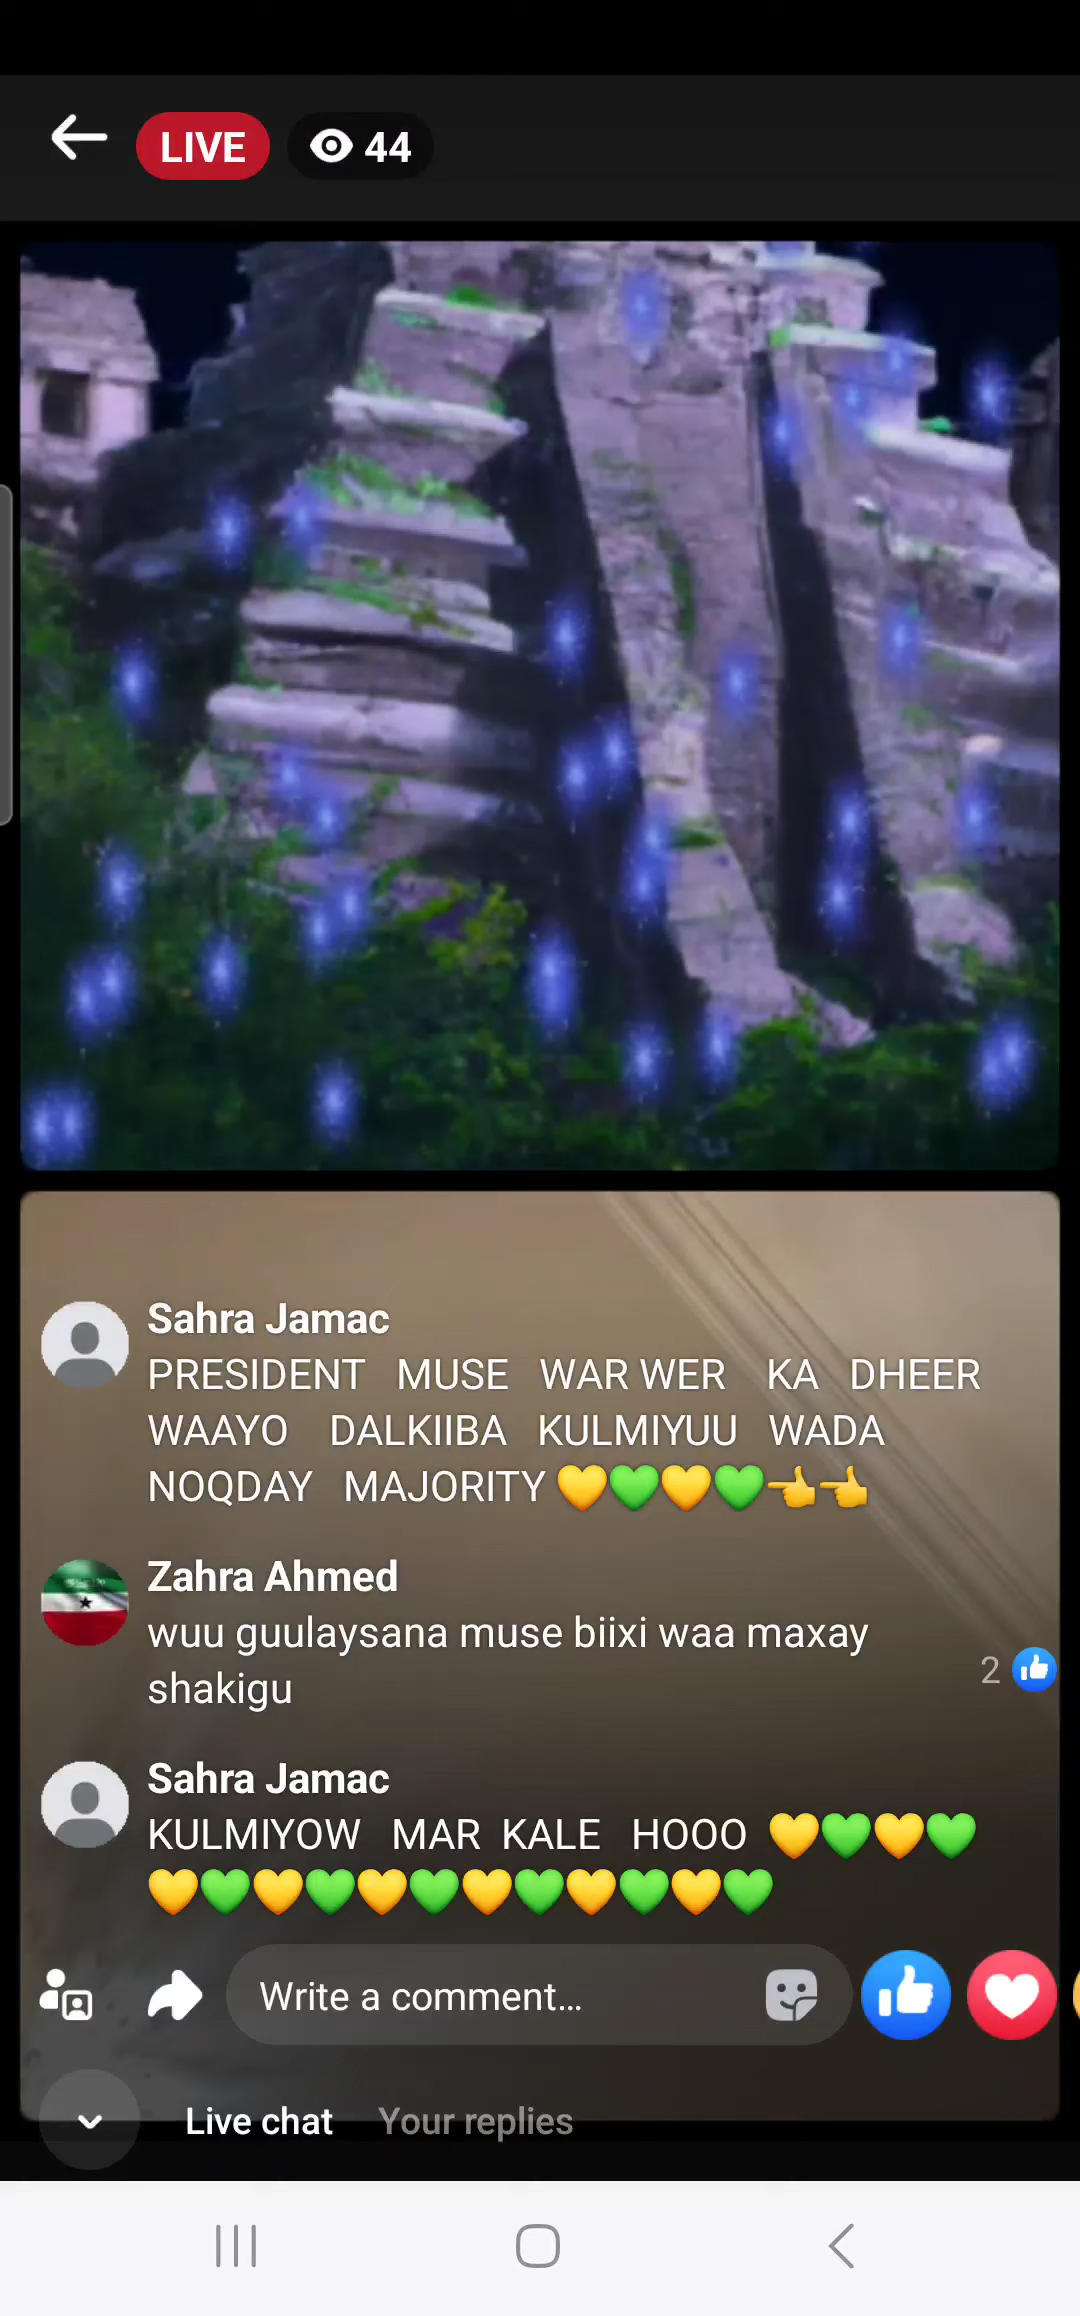 LIVE 44
Sahra Jamac
PRESIDENT MUSE WAR WER KA DHEER
WAAYO DALKIIBA KULMIYUU WADA
NOQDAY MAJORITY 💛💚💛💚👈👈
Zahra Ahmed
wuu guulaysana muse biixi waa maxay
shakigu
2
Sahra Jamac
KULMIYOW MAR KALE HOOO 💛💚💛💚
💛💚💛💚💛💚💛💚💛💚💛💚
Write a comment...
Live chat Your replies